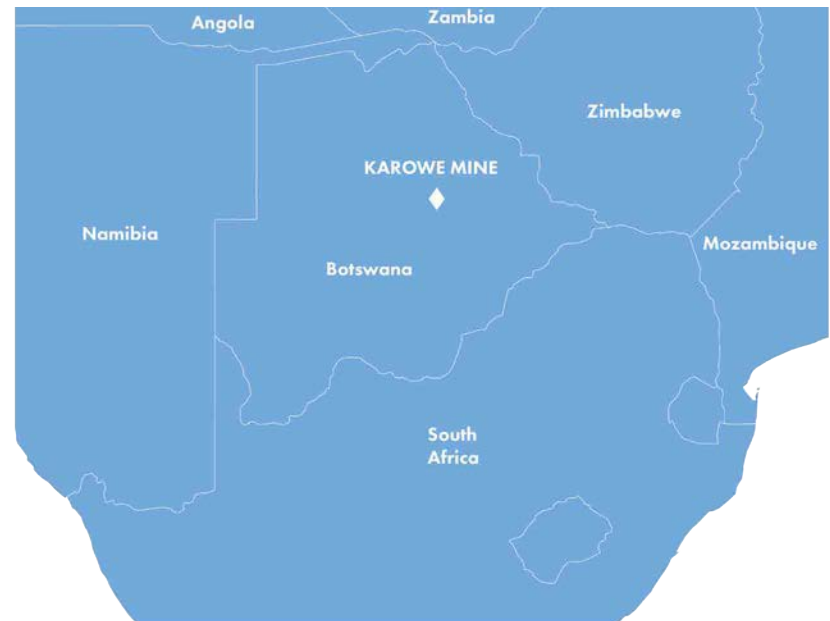 Angola
Zambia
Zimbabwe
KAROWE MINE
Namibia
Mozambique
Botswana
South
Africa